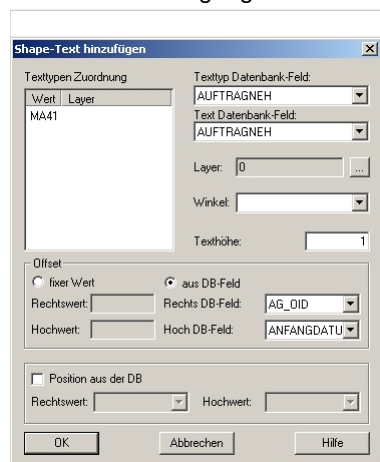 Shape-Text hinzufügen
Texttypen Zuordnung
Texttyp Datenbank-Feld:
Wert Layer
AUFTRAGNEH
MA41
Text Datenbank-Feld:
AUFTRAGNEH
Layer: 0 ...
Winkel:
Texthöhe: 1
Offset
fixer Wert aus DB-Feld
Rechtswert: Rechts DB-Feld: AG_OID
Hochwert: Hoch DB-Feld: ANFANGDATU
Position aus der DB
Rechtswert: Hochwert:
OK Abbrechen Hilfe